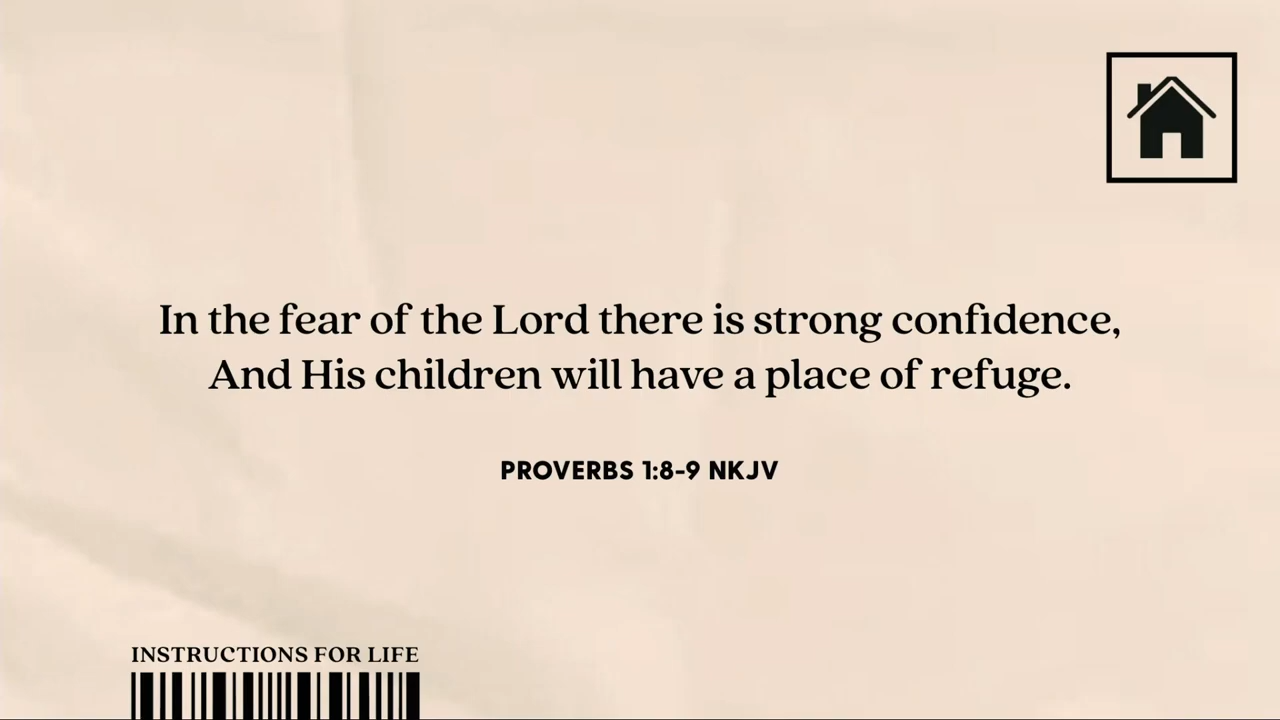 In the fear of the Lord there is strong confidence,
And His children will have a place of refuge.
PROVERBS 1:8-9 NKJV
INSTRUCTIONS FOR LIFE